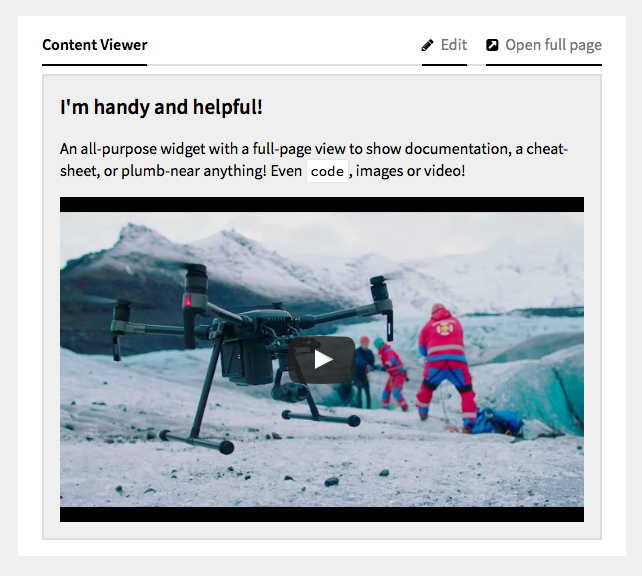 Content Viewer
Edit
Open full page
I'm handy and helpful!
An all-purpose widget with a full-page view to show documentation, a cheat-
sheet, or plumb-near anything! Even code, images or video!